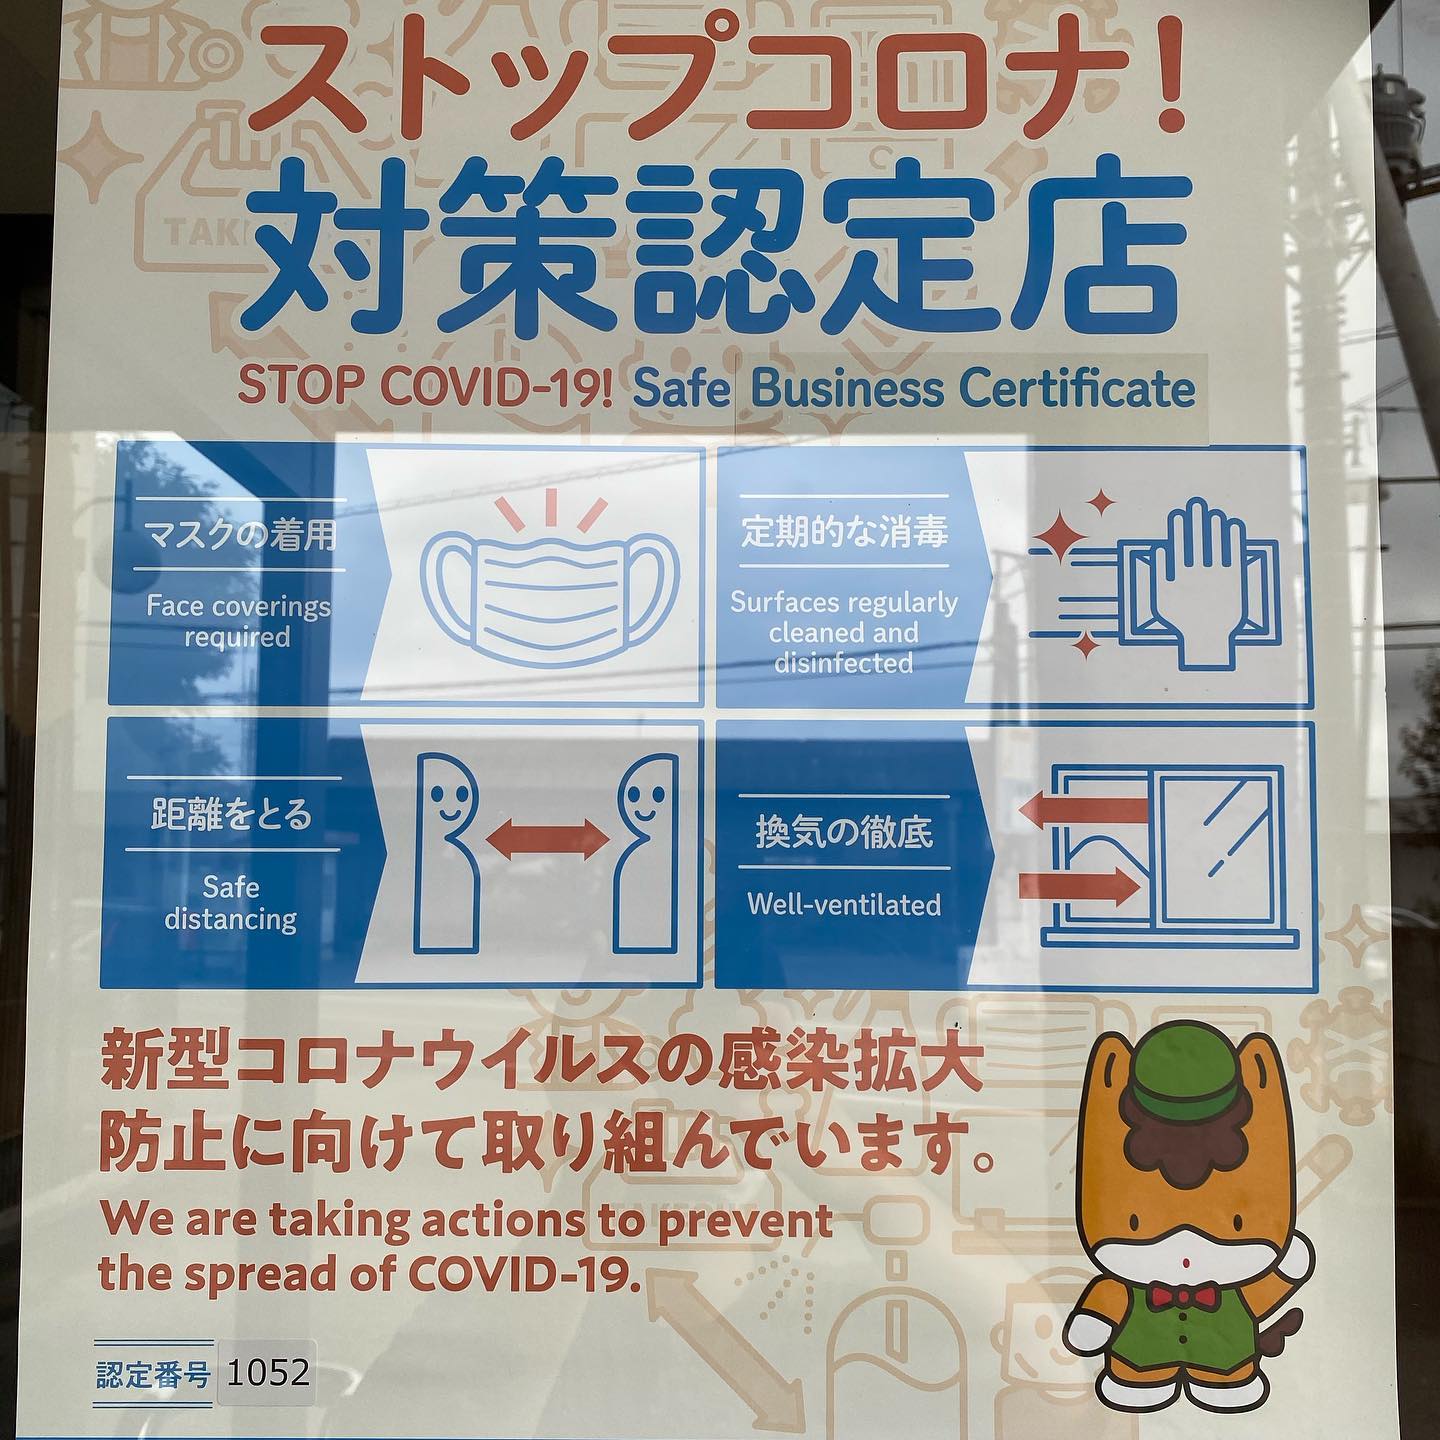 ストップコロナ!
対策認定店
STOP COVID-19! Safe Business Certificate
マスクの着用
Face coverings
required
定期的な消毒
Surfaces regularly
cleaned and
disinfected
距離をとる
Safe
distancing
換気の徹底
Well-ventilated
新型コロナウイルスの感染拡大
防止に向けて取り組んでいます。
We are taking actions to prevent
the spread of COVID-19.
認定番号 1052
TAKEOUT